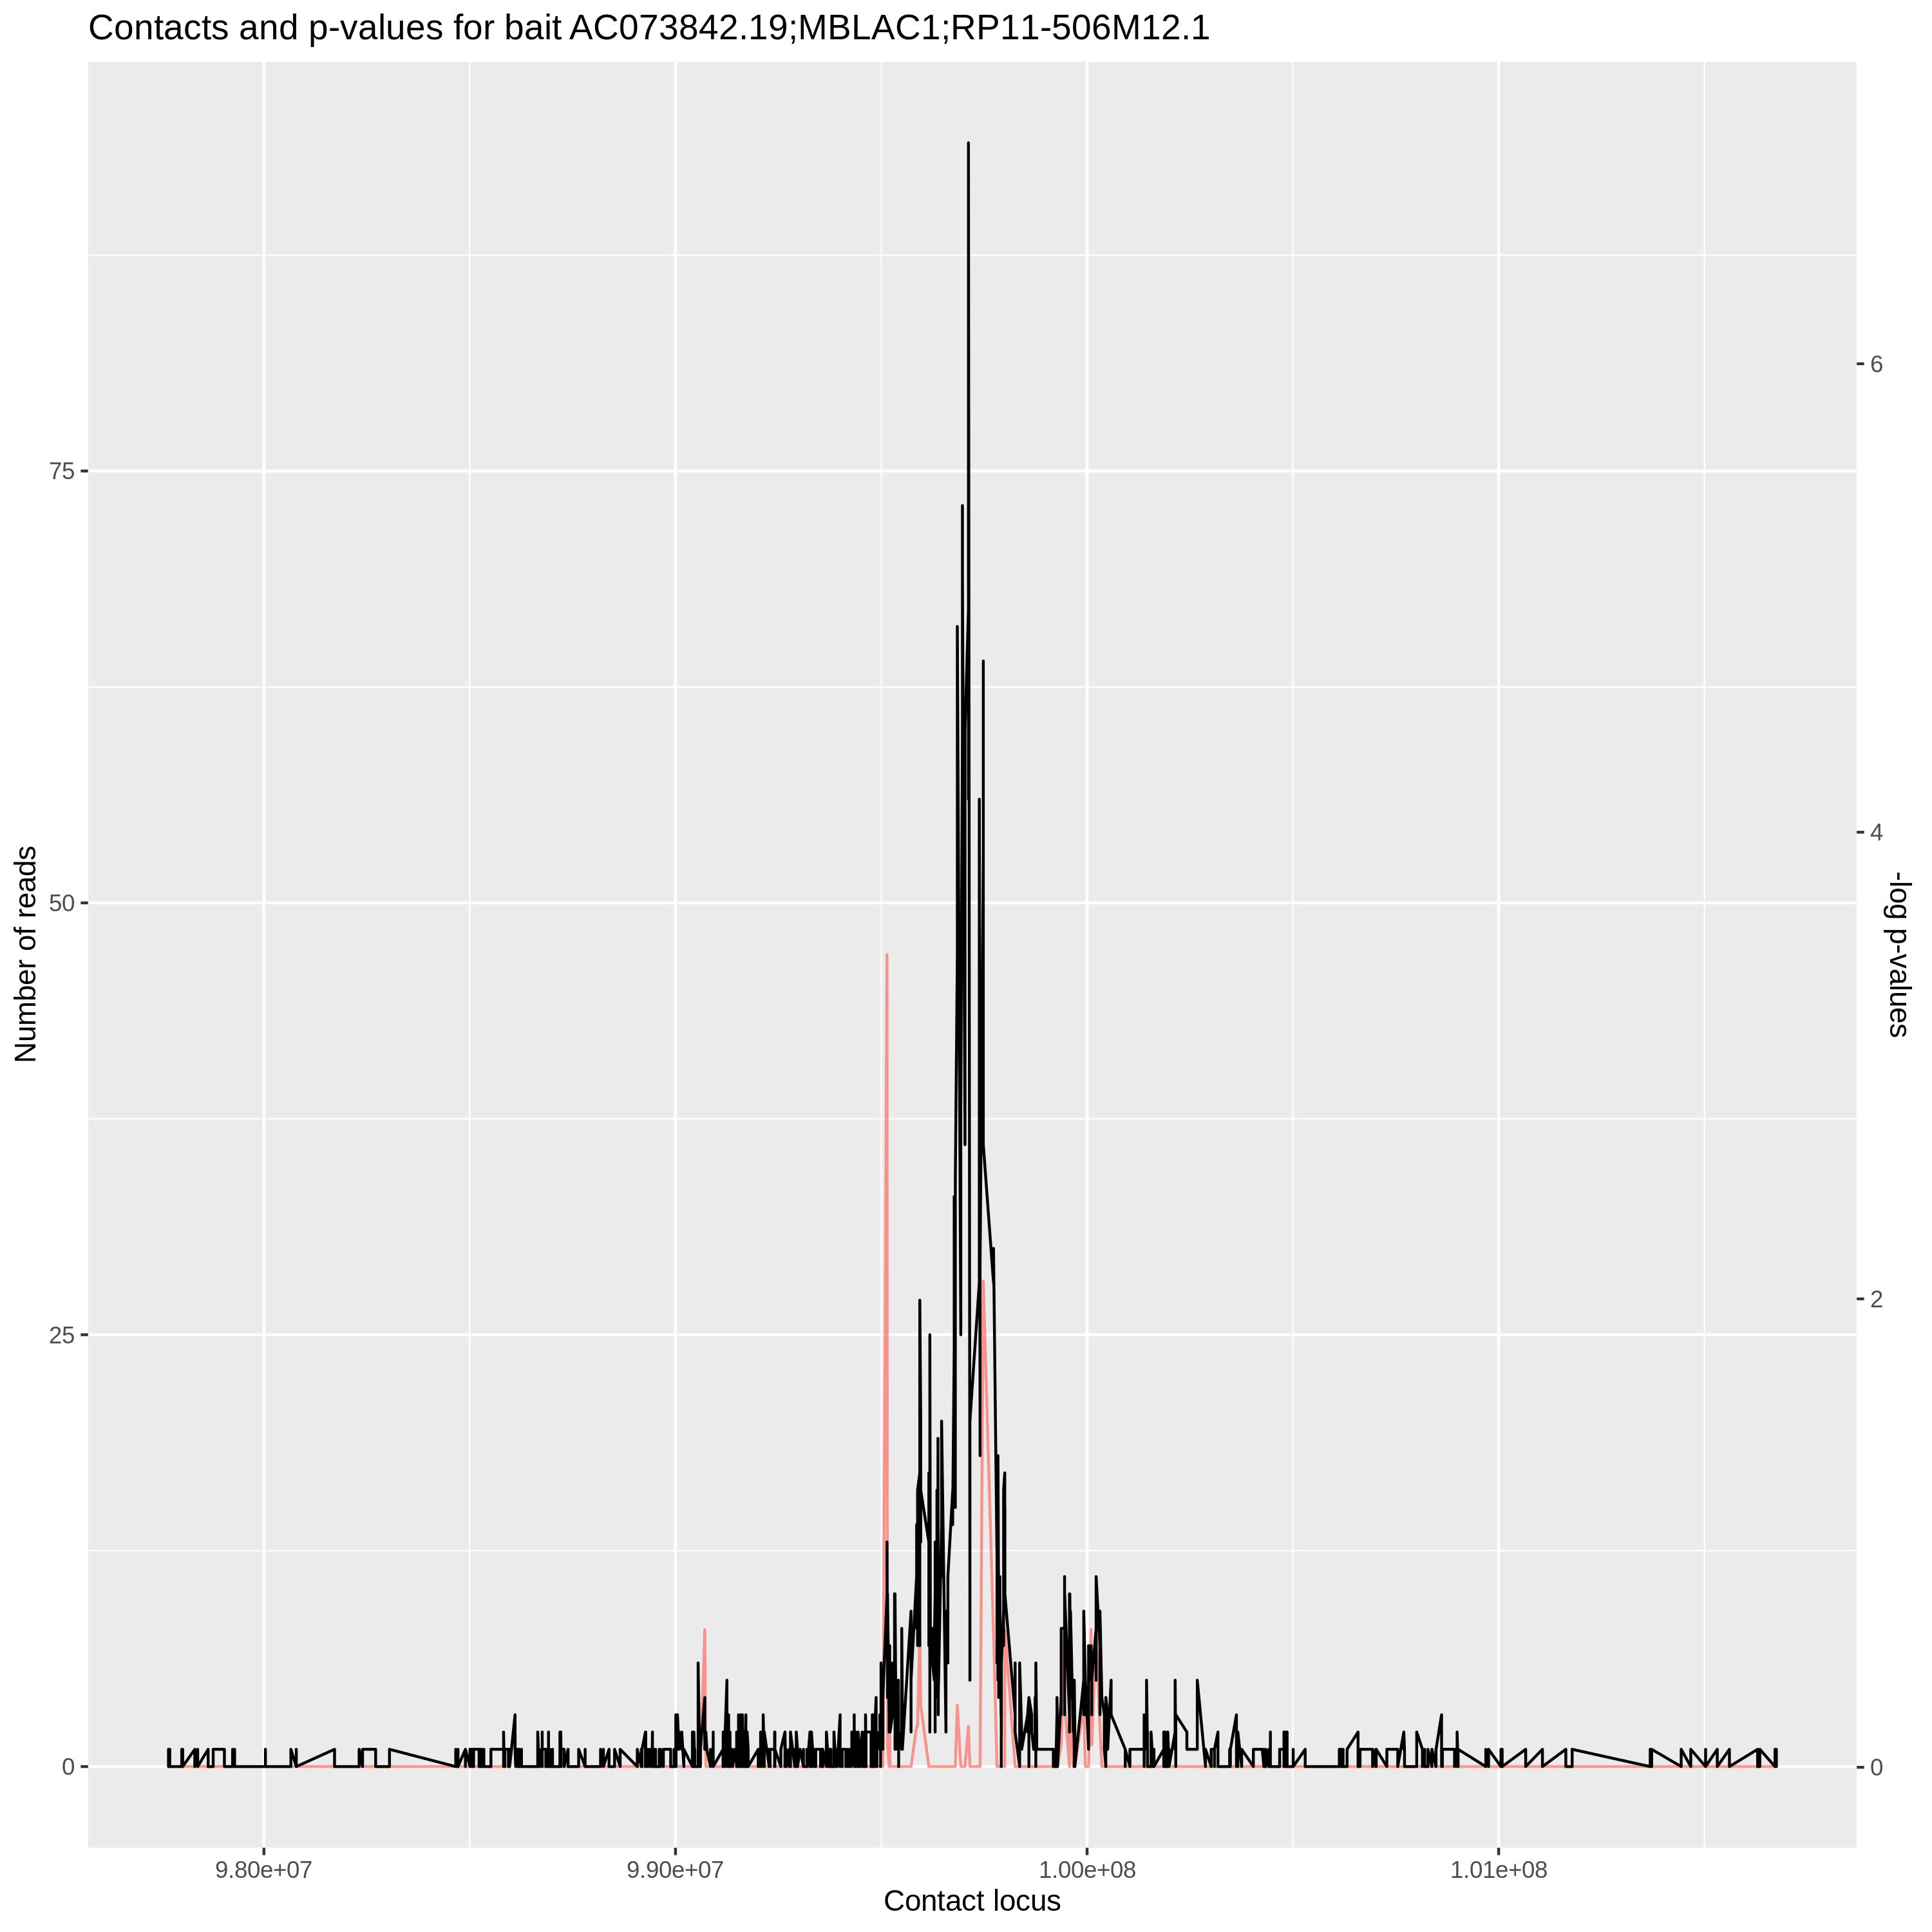 Contacts and p-values for bait AC073842.19;MBLAC1;RP11-506M12.1
Number of reads
75
50
25
0
6
4
2
0
-log p-values
9.80e+07
9.90e+07
1.00e+08
1.01e+08
Contact locus